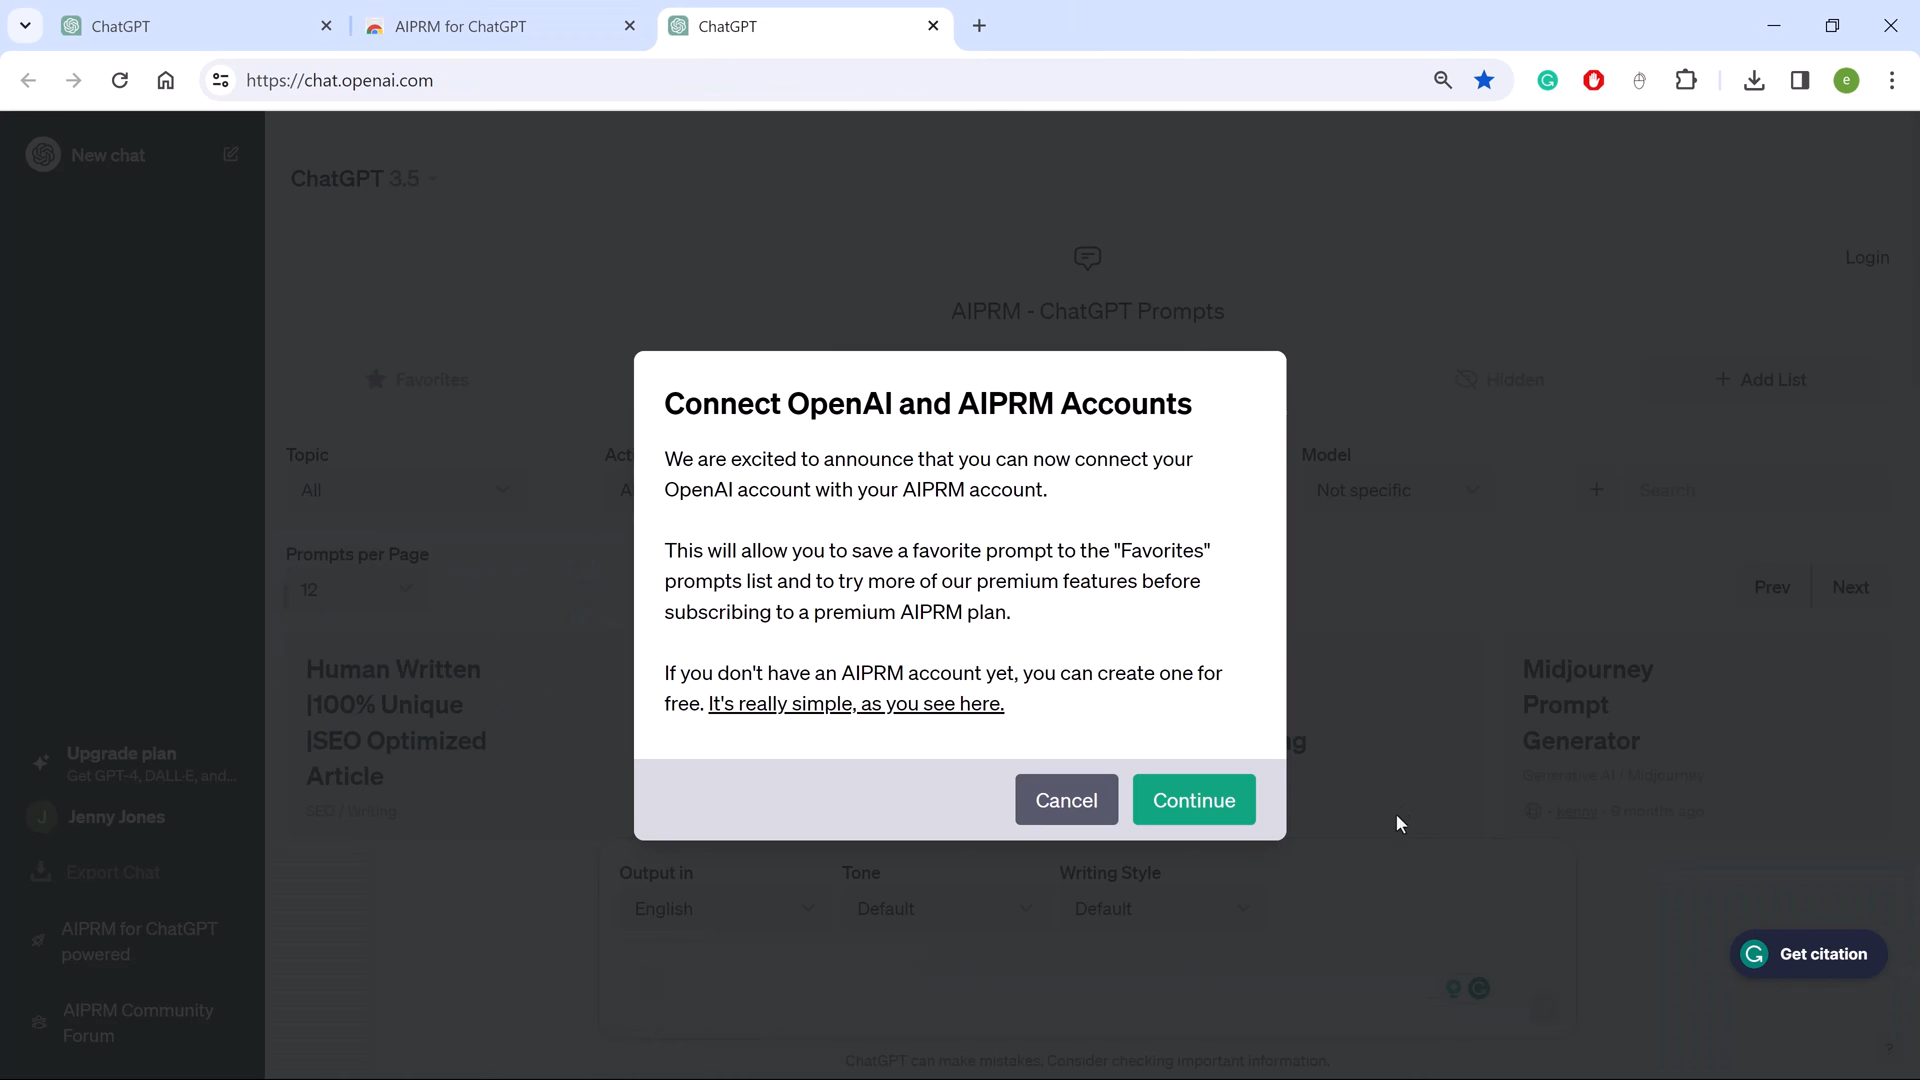 ChatGPT
AIPRM for ChatGPT
ChatGPT
https://chat.openai.com
e
New chat
ChatGPT 3.5
Login
AIPRM - ChatGPT Prompts
Favorites
Hidden
+ Add List
Connect OpenAI and AIPRM Accounts
We are excited to announce that you can now connect your
OpenAI account with your AIPRM account.
This will allow you to save a favorite prompt to the "Favorites"
prompts list and to try more of our premium features before
subscribing to a premium AIPRM plan.
If you don't have an AIPRM account yet, you can create one for
free. It's really simple, as you see here.
Cancel
Continue
Topic
All
Model
Not specific
+
Search
Prompts per Page
12
Prev
Next
Human Written
|100% Unique
|SEO Optimized
Article
SEO / Writing
Midjourney
Prompt
Generator
Generative AI / Midjourney
kenny - 9 months ago
Upgrade plan
Get GPT-4, DALL·E, and...
J Jenny Jones
Export Chat
AIPRM for ChatGPT
powered
AIPRM Community
Forum
Output in
English
Tone
Default
Writing Style
Default
Get citation
ChatGPT can make mistakes. Consider checking important information.
?